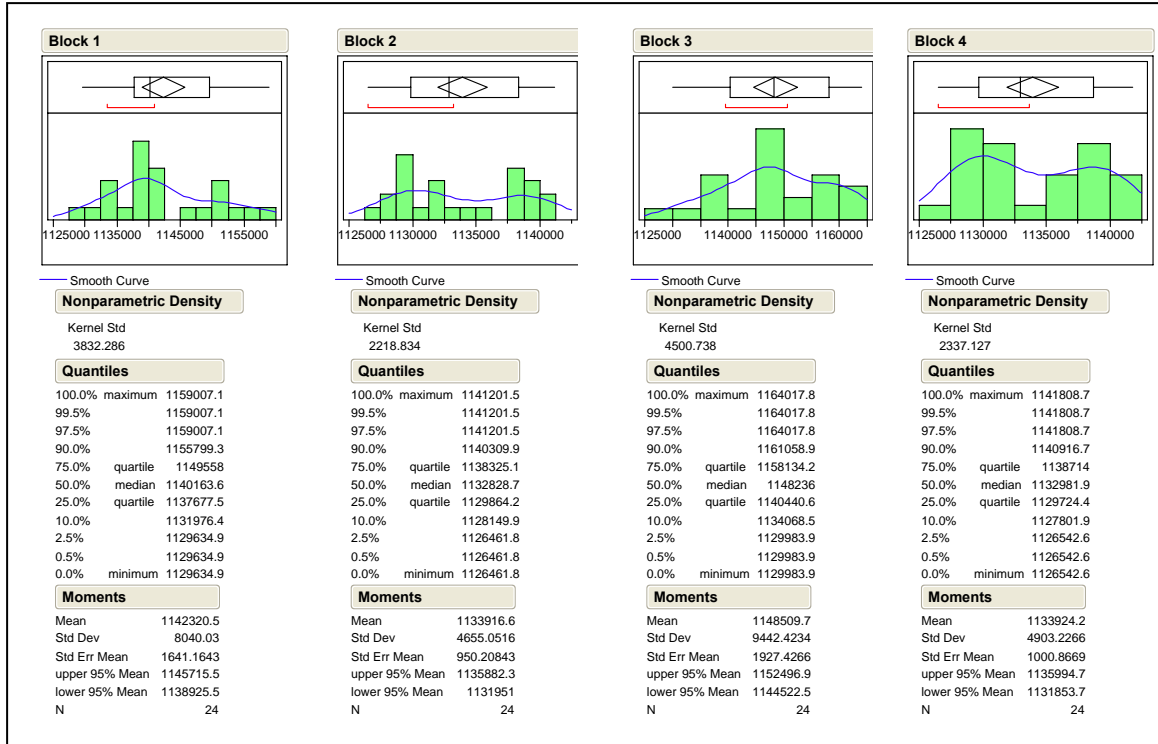 Block 1
1125000 1135000 1145000 1155000
Smooth Curve
Nonparametric Density
Kernel Std
3832.286
Quantiles
100.0% maximum 1159007.1
99.5% 1159007.1
97.5% 1159007.1
90.0% 1155799.3
75.0% quartile 1149558
50.0% median 1140163.6
25.0% quartile 1137677.5
10.0% 1131976.4
2.5% 1129634.9
0.5% 1129634.9
0.0% minimum 1129634.9
Moments
Mean 1142320.5
Std Dev 8040.03
Std Err Mean 1641.1643
upper 95% Mean 1145715.5
lower 95% Mean 1138925.5
N 24
Block 2
1125000 1130000 1135000 1140000
Smooth Curve
Nonparametric Density
Kernel Std
2218.834
Quantiles
100.0% maximum 1141201.5
99.5% 1141201.5
97.5% 1141201.5
90.0% 1140309.9
75.0% quartile 1138325.1
50.0% median 1132828.7
25.0% quartile 1129864.2
10.0% 1128149.9
2.5% 1126461.8
0.5% 1126461.8
0.0% minimum 1126461.8
Moments
Mean 1133916.6
Std Dev 4655.0516
Std Err Mean 950.20843
upper 95% Mean 1135882.3
lower 95% Mean 1131951
N 24
Block 3
1125000 1140000 1150000 1160000
Smooth Curve
Nonparametric Density
Kernel Std
4500.738
Quantiles
100.0% maximum 1164017.8
99.5% 1164017.8
97.5% 1164017.8
90.0% 1161058.9
75.0% quartile 1158134.2
50.0% median 1148236
25.0% quartile 1140440.6
10.0% 1134068.5
2.5% 1129983.9
0.5% 1129983.9
0.0% minimum 1129983.9
Moments
Mean 1148509.7
Std Dev 9442.4234
Std Err Mean 1927.4266
upper 95% Mean 1152496.9
lower 95% Mean 1144522.5
N 24
Block 4
1125000 1130000 1135000 1140000
Smooth Curve
Nonparametric Density
Kernel Std
2337.127
Quantiles
100.0% maximum 1141808.7
99.5% 1141808.7
97.5% 1141808.7
90.0% 1140916.7
75.0% quartile 1138714
50.0% median 1132981.9
25.0% quartile 1129724.4
10.0% 1127801.9
2.5% 1126542.6
0.5% 1126542.6
0.0% minimum 1126542.6
Moments
Mean 1133924.2
Std Dev 4903.2266
Std Err Mean 1000.8669
upper 95% Mean 1135994.7
lower 95% Mean 1131853.7
N 24